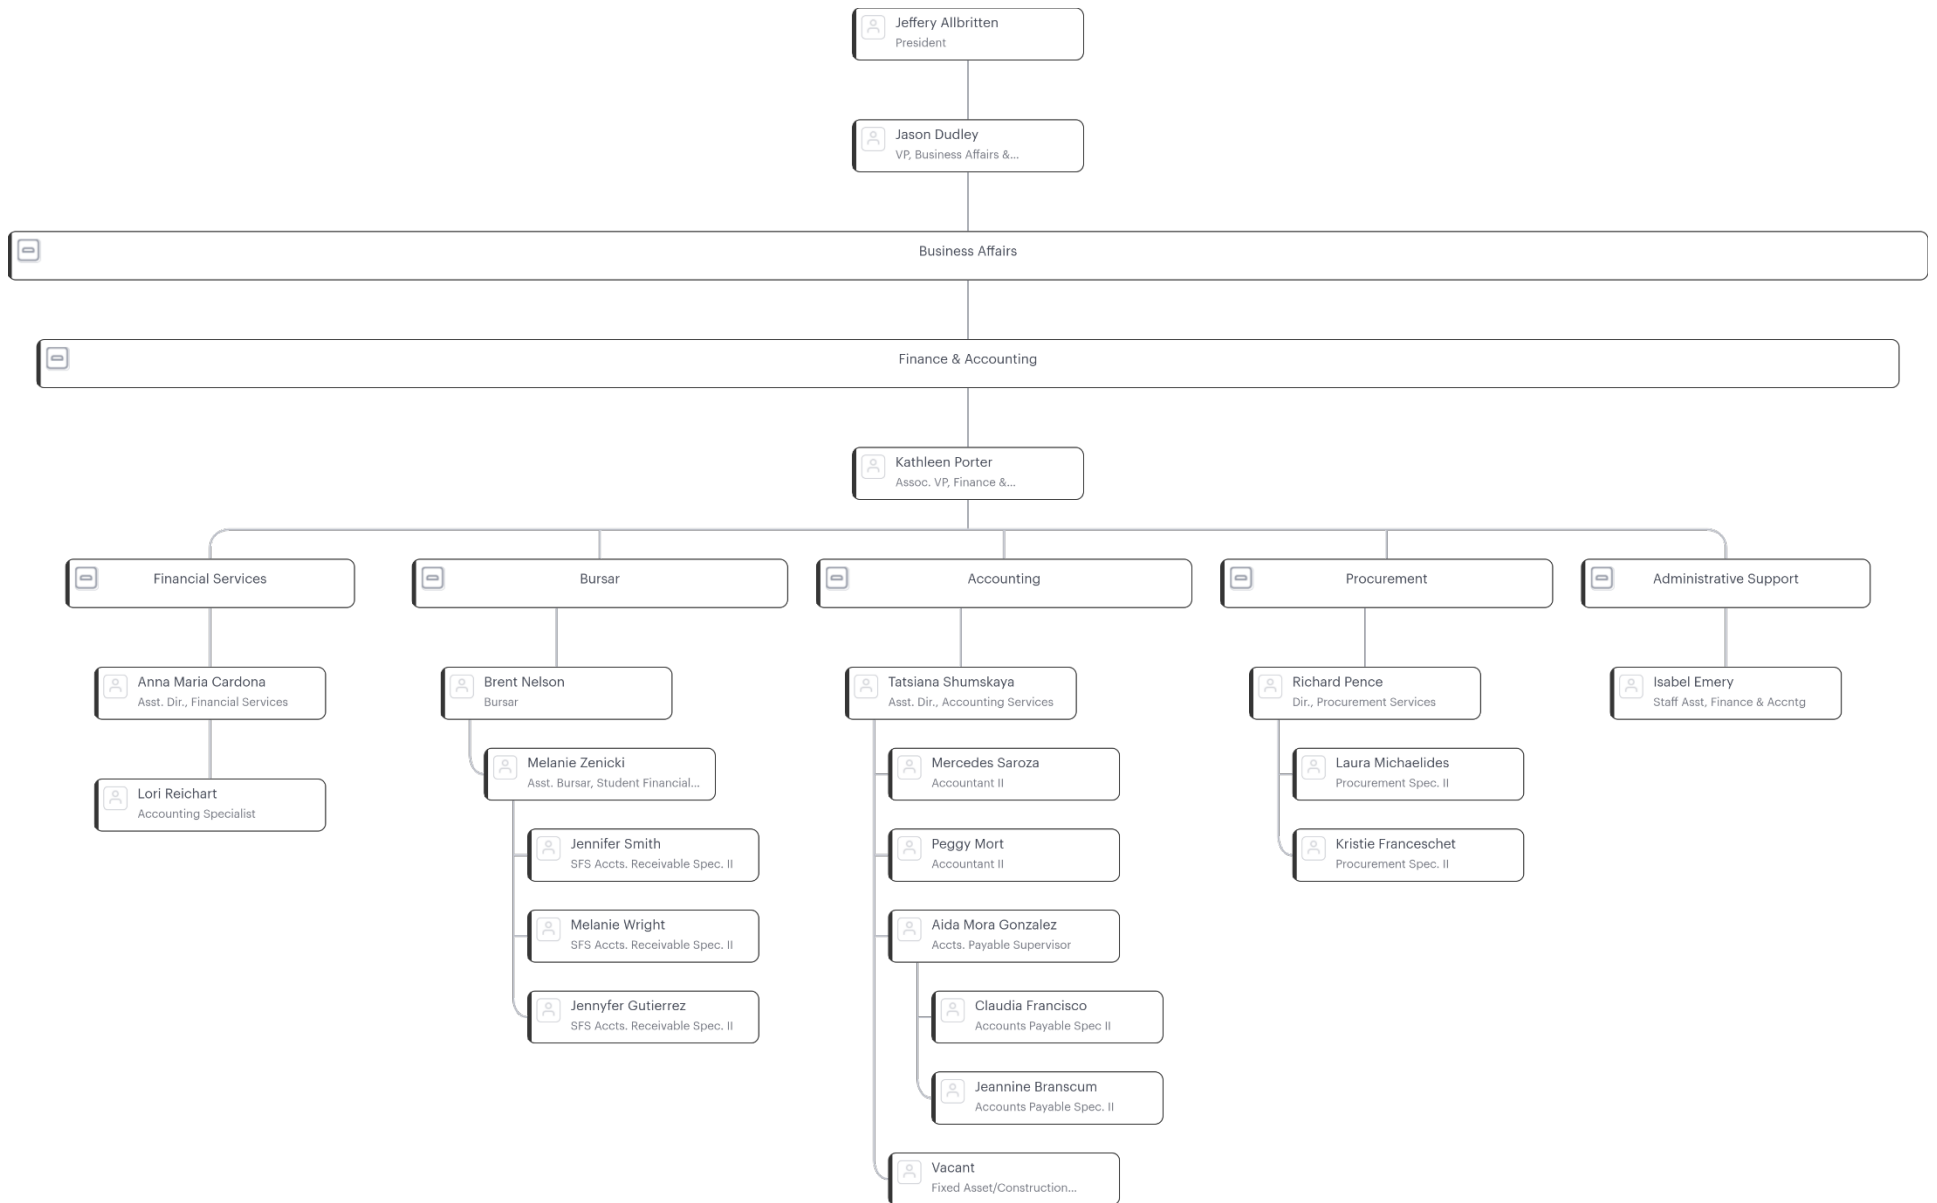 Jeffery Allbritten
President
Jason Dudley
VP, Business Affairs &...
Business Affairs
Finance & Accounting
Kathleen Porter
Assoc. VP, Finance &...
Financial Services
Anna Maria Cardona
Asst. Dir., Financial Services
Lori Reichart
Accounting Specialist
Bursar
Brent Nelson
Bursar
Melanie Zenicki
Asst. Bursar, Student Financial...
Jennifer Smith
SFS Accts. Receivable Spec. II
Melanie Wright
SFS Accts. Receivable Spec. II
Jennyfer Gutierrez
SFS Accts. Receivable Spec. II
Accounting
Tatsiana Shumskaya
Asst. Dir., Accounting Services
Mercedes Saroza
Accountant II
Peggy Mort
Accountant II
Aida Mora Gonzalez
Accts. Payable Supervisor
Claudia Francisco
Accounts Payable Spec II
Jeannine Branscum
Accounts Payable Spec. II
Vacant
Fixed Asset/Construction...
Procurement
Richard Pence
Dir., Procurement Services
Laura Michaelides
Procurement Spec. II
Kristie Franceschet
Procurement Spec. II
Administrative Support
Isabel Emery
Staff Asst, Finance & Accntg